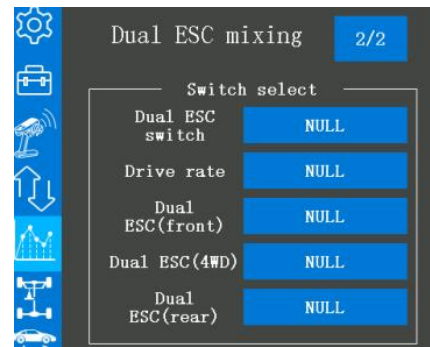 Dual ESC mixing 2/2
Switch select
Dual ESC
switch NULL
Drive rate NULL
Dual
ESC(front) NULL
Dual ESC(4WD) NULL
Dual
ESC(rear) NULL